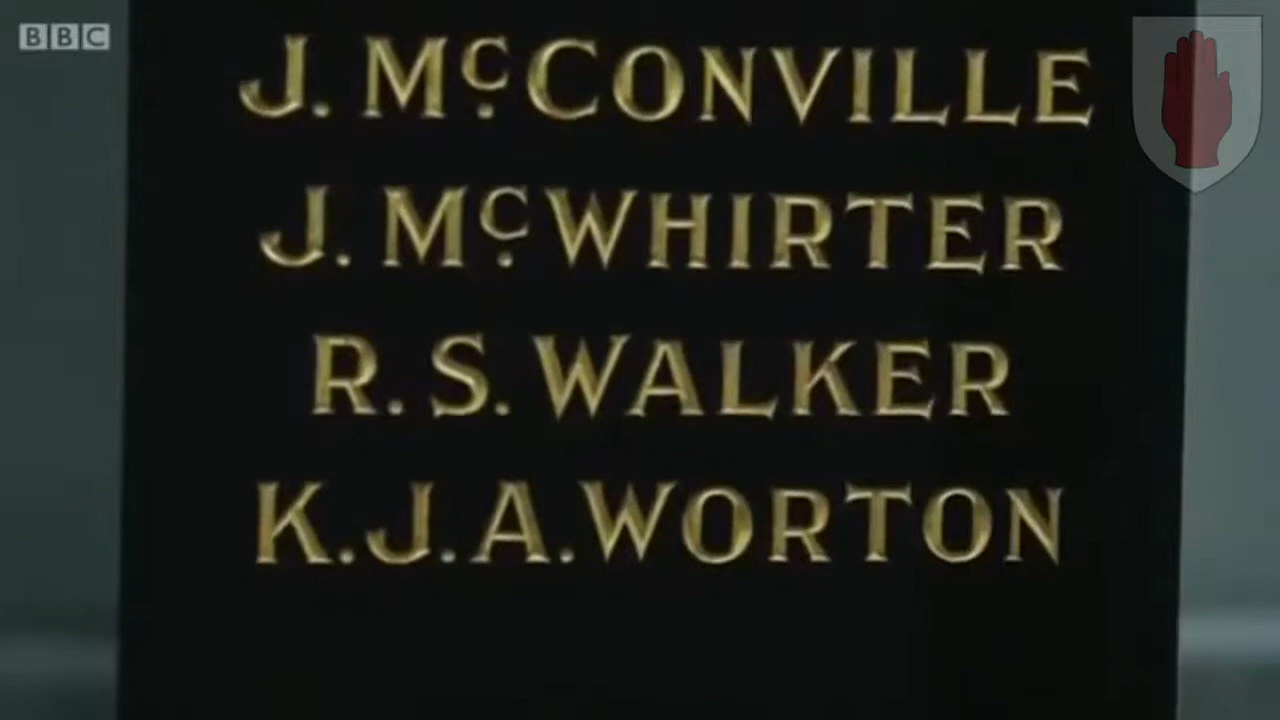 BBC
J. McCONVILLE
J. McWHIRTER
R. S. WALKER
K.J.A.WORTON